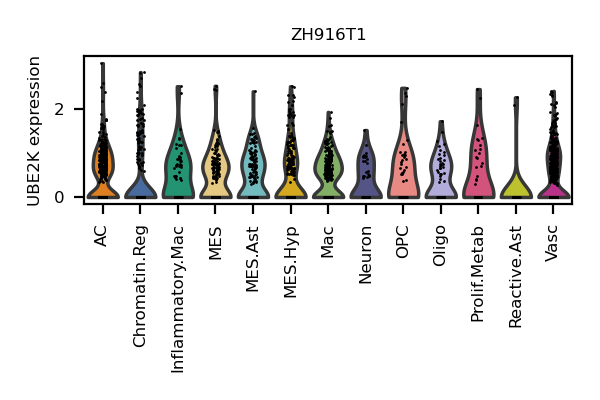 ZH916T1
UBE2K expression
2
0
AC
Chromatin.Reg
Inflammatory.Mac
MES
MES.Ast
MES.Hyp
Mac
Neuron
OPC
Oligo
Prolif.Metab
Reactive.Ast
Vasc